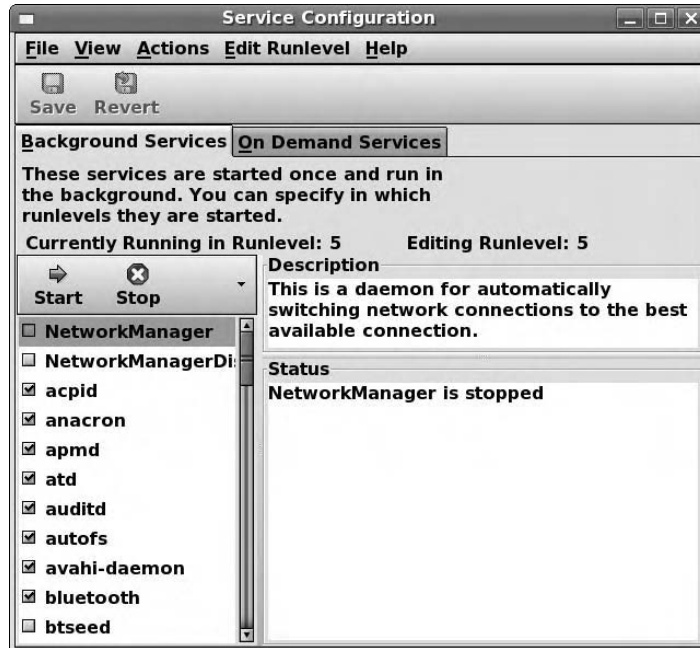 Service Configuration
File View Actions Edit Runlevel Help
Save Revert
Background Services On Demand Services
These services are started once and run in
the background. You can specify in which
runlevels they are started.
Currently Running in Runlevel: 5 Editing Runlevel: 5
Start Stop
NetworkManager
NetworkManagerDi
acpid
anacron
apmd
atd
auditd
autofs
avahi-daemon
bluetooth
btseed
Description
This is a daemon for automatically
switching network connections to the best
available connection.
Status
NetworkManager is stopped